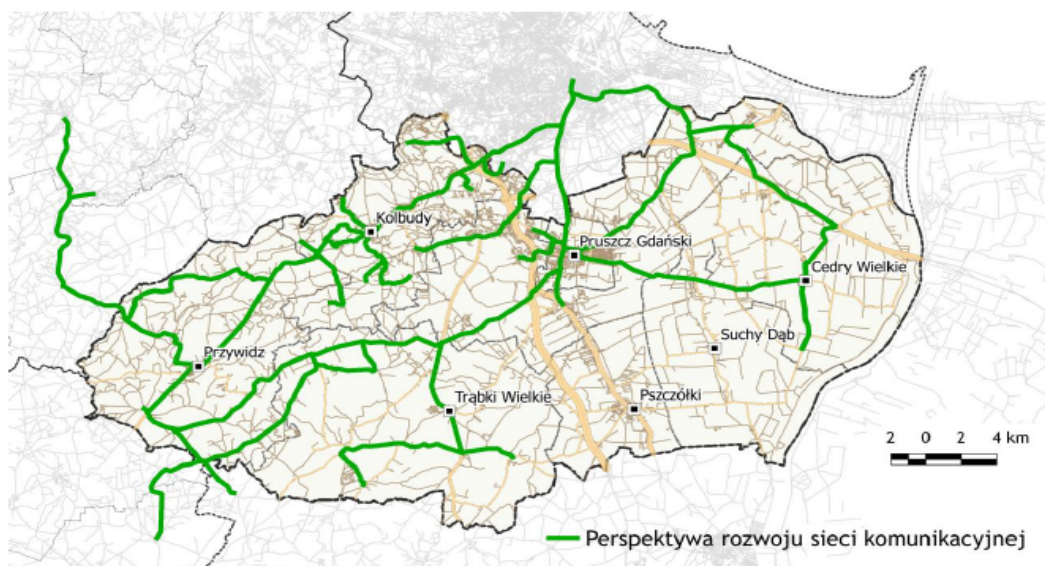 Kolbudy
Pruszcz Gdański
Cedry Wielkie
Suchy Dąb
Przywidz
Trąbki Wielkie
Pszczółki
2 0 2 4 km
Perspektywa rozwoju sieci komunikacyjnej